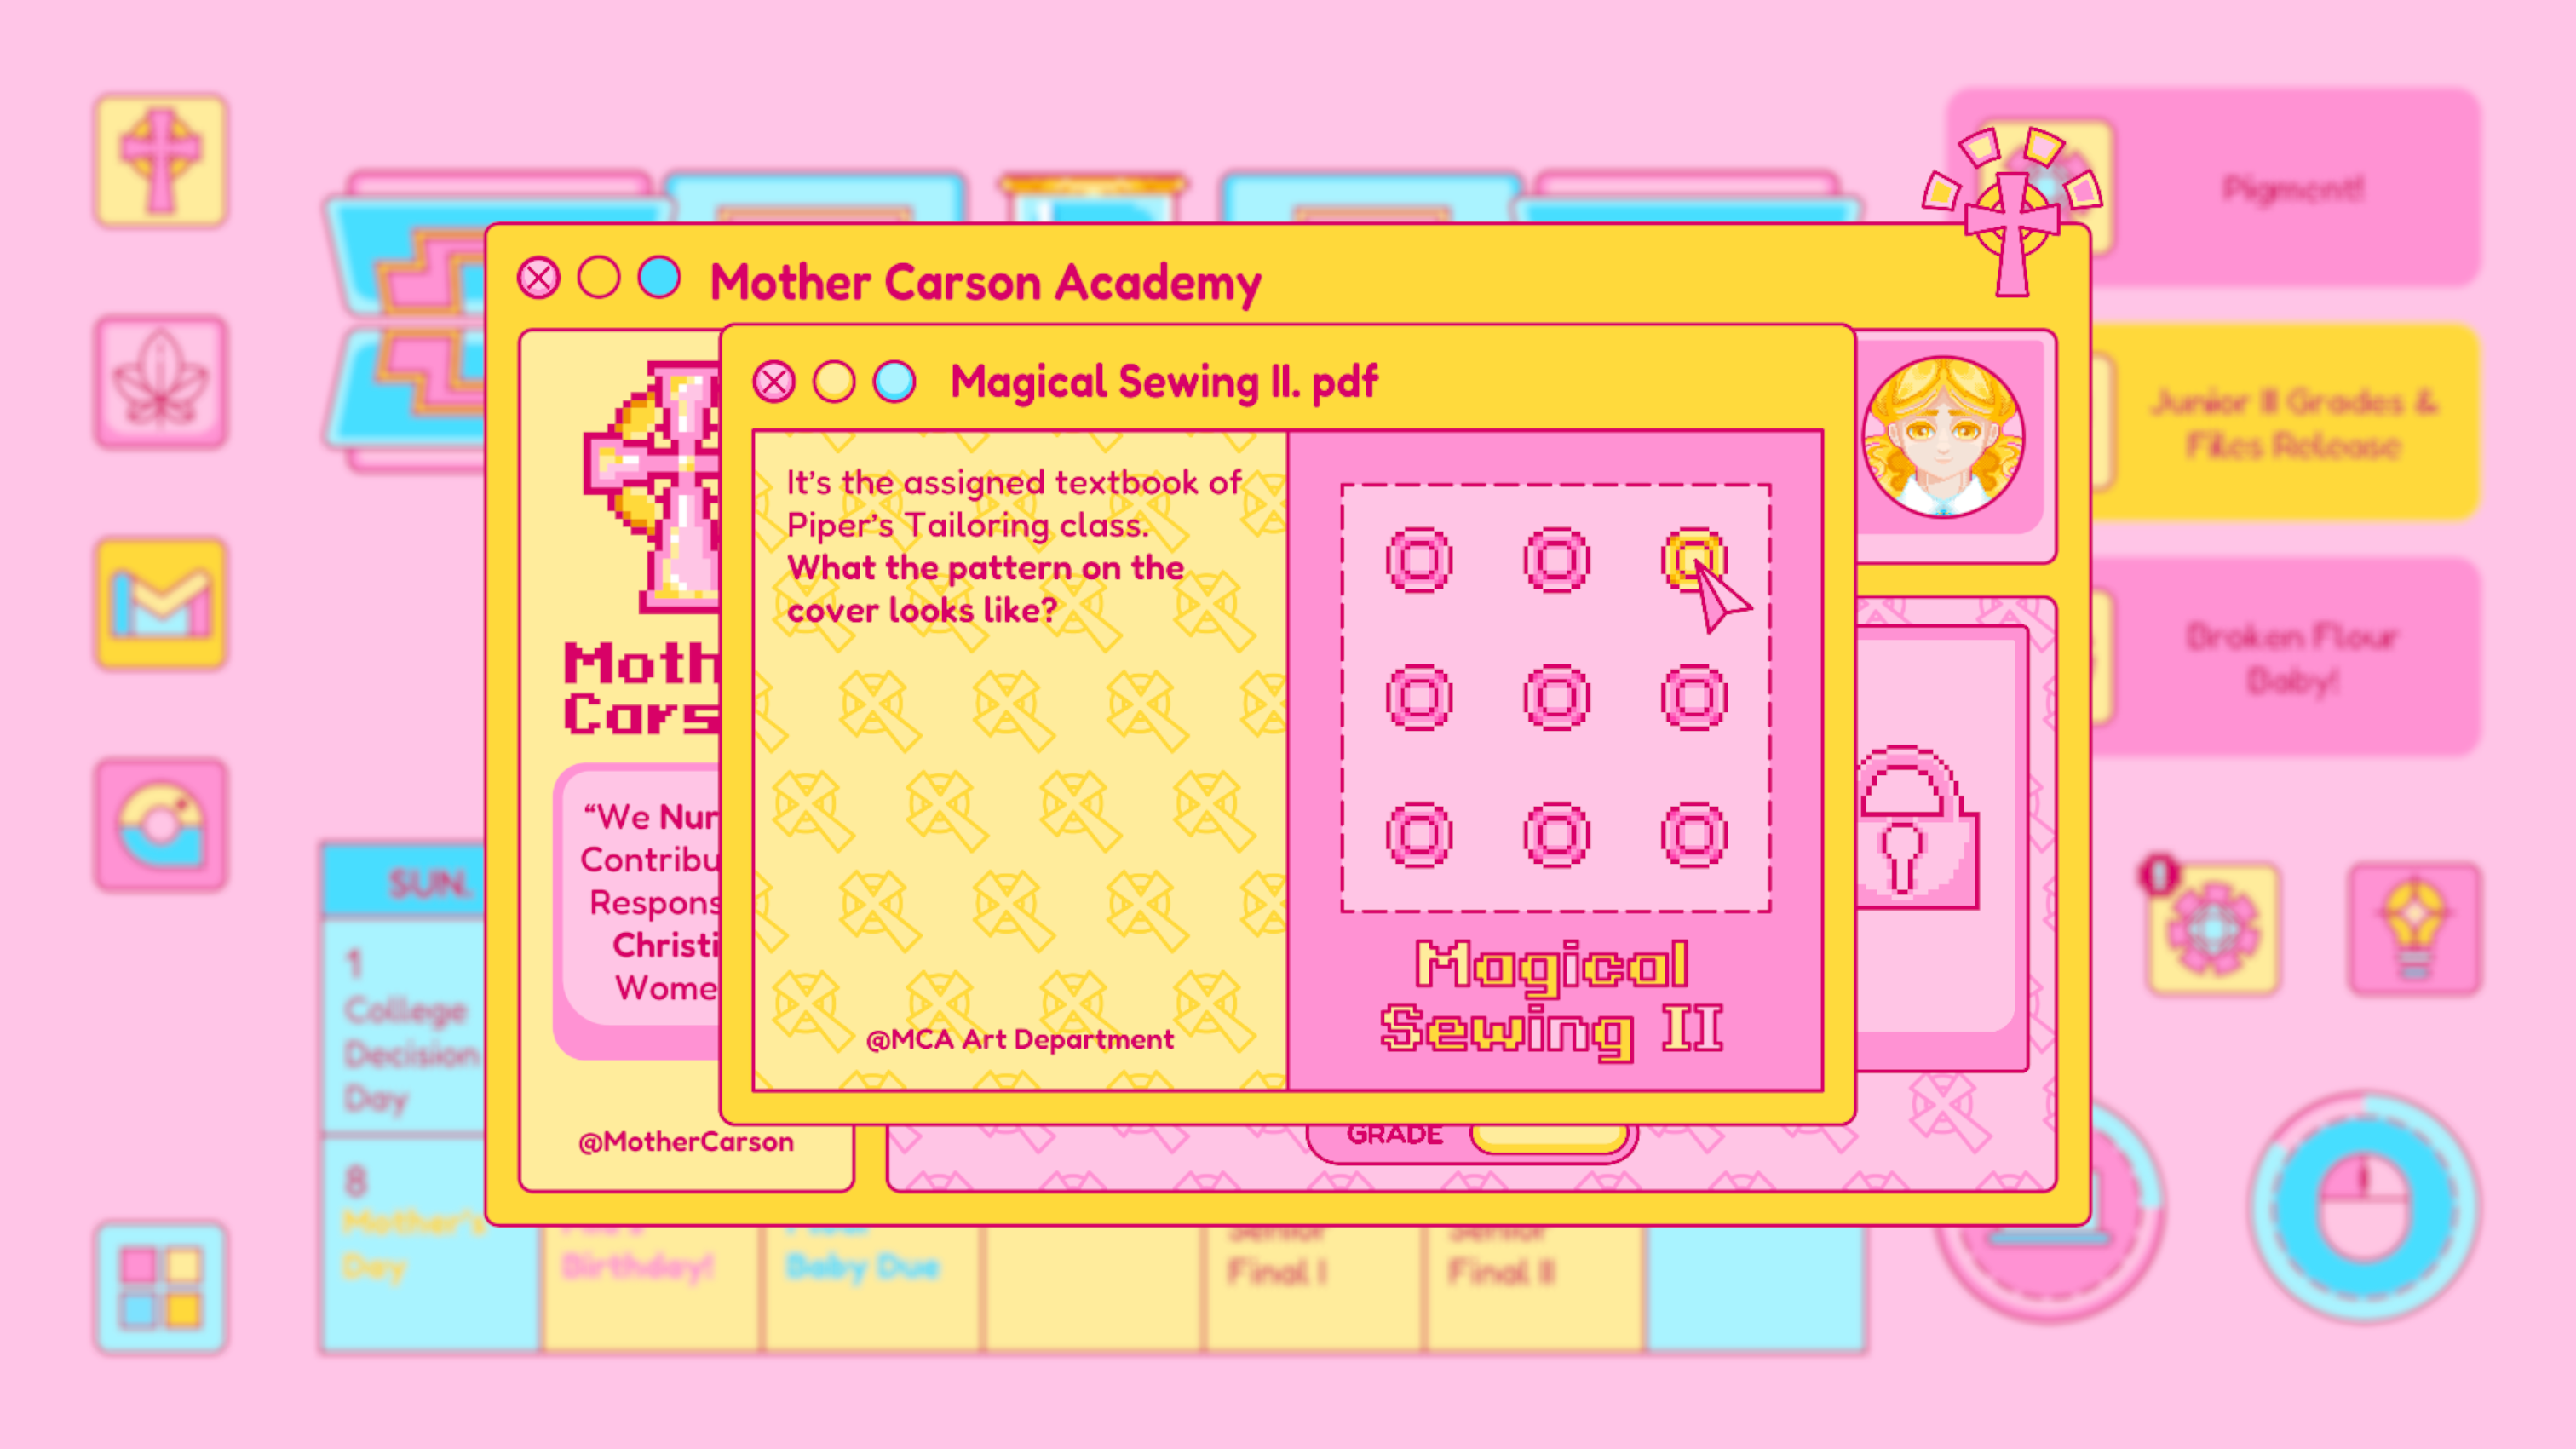 Pigment!
Mother Carson Academy
Magical Sewing II. pdf
It's the assigned textbook of
Piper's Tailoring class.
What the pattern on the
cover looks like?
@MCA Art Department
Magical
Sewing II
Moth
Cars
"We Nur
Contribu
Respons
Christi
Wome
@MotherCarson
GRADE
Junior II Grades &
Files Release
Broken Flour
Baby!
SUN.
1
College
Decision
Day
8
Mother's
Day
Birthday!
Baby Due
Senior
Final I
Senior
Final II